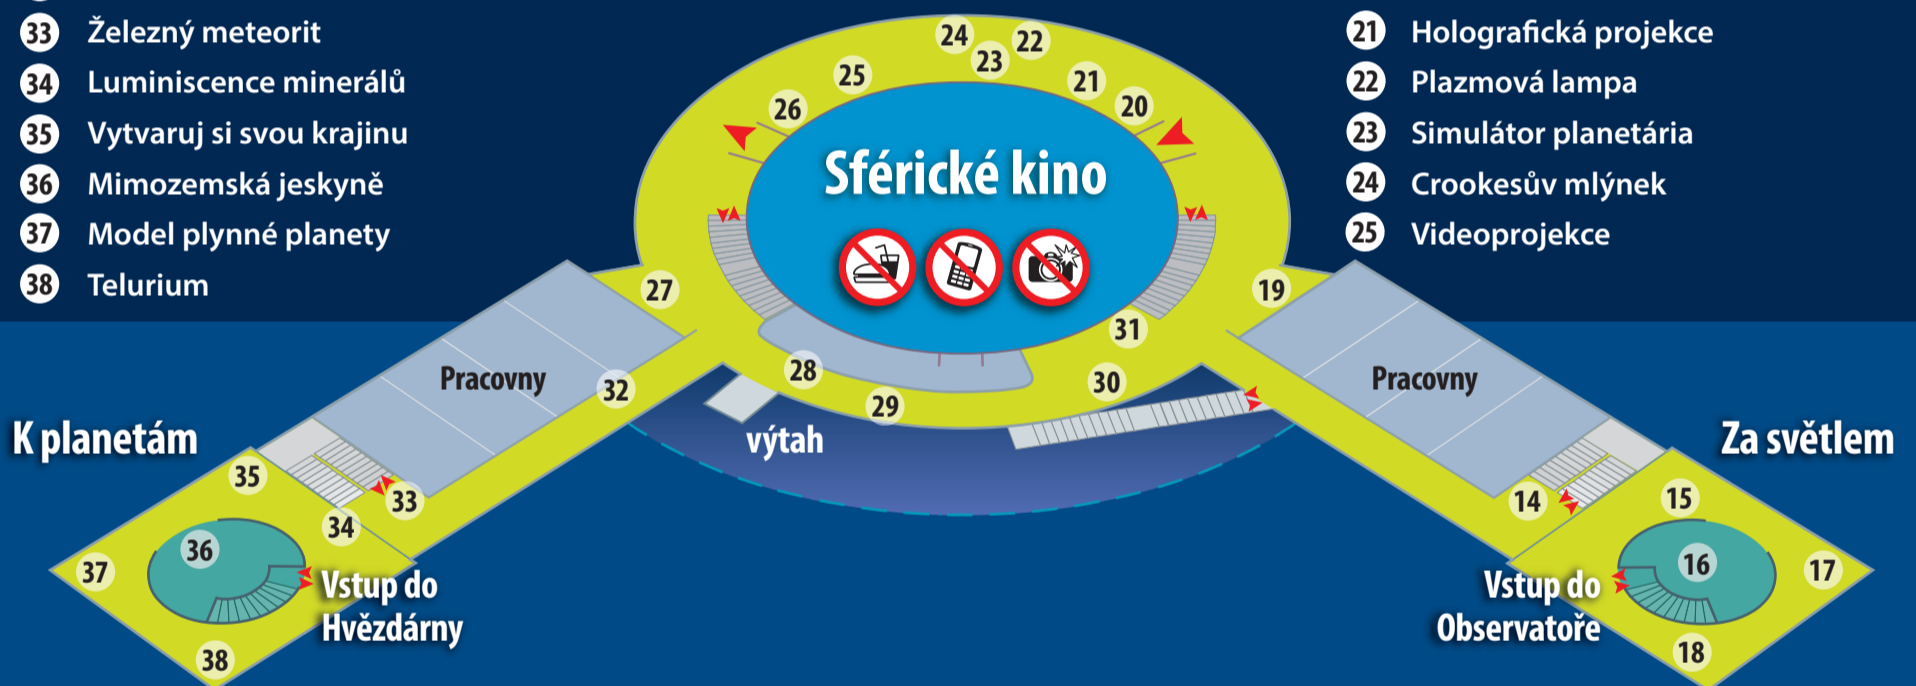 33 Železný meteorit
34 Luminiscence minerálů
35 Vytvaruj si svou krajinu
36 Mimozemská jeskyně
37 Model plynné planety
38 Telurium
21 Holografická projekce
22 Plazmová lampa
23 Simulátor planetária
24 Crookesův mlýnek
25 Videoprojekce
24
22
23
25
21
26
20
Sférické kino
27
19
31
28
30
29
32
Pracovny
Pracovny
výtah
K planetám
Za světlem
35
33
34
36
37
38
Vstup do
Hvězdárny
14
15
16
17
18
Vstup do
Observatoře